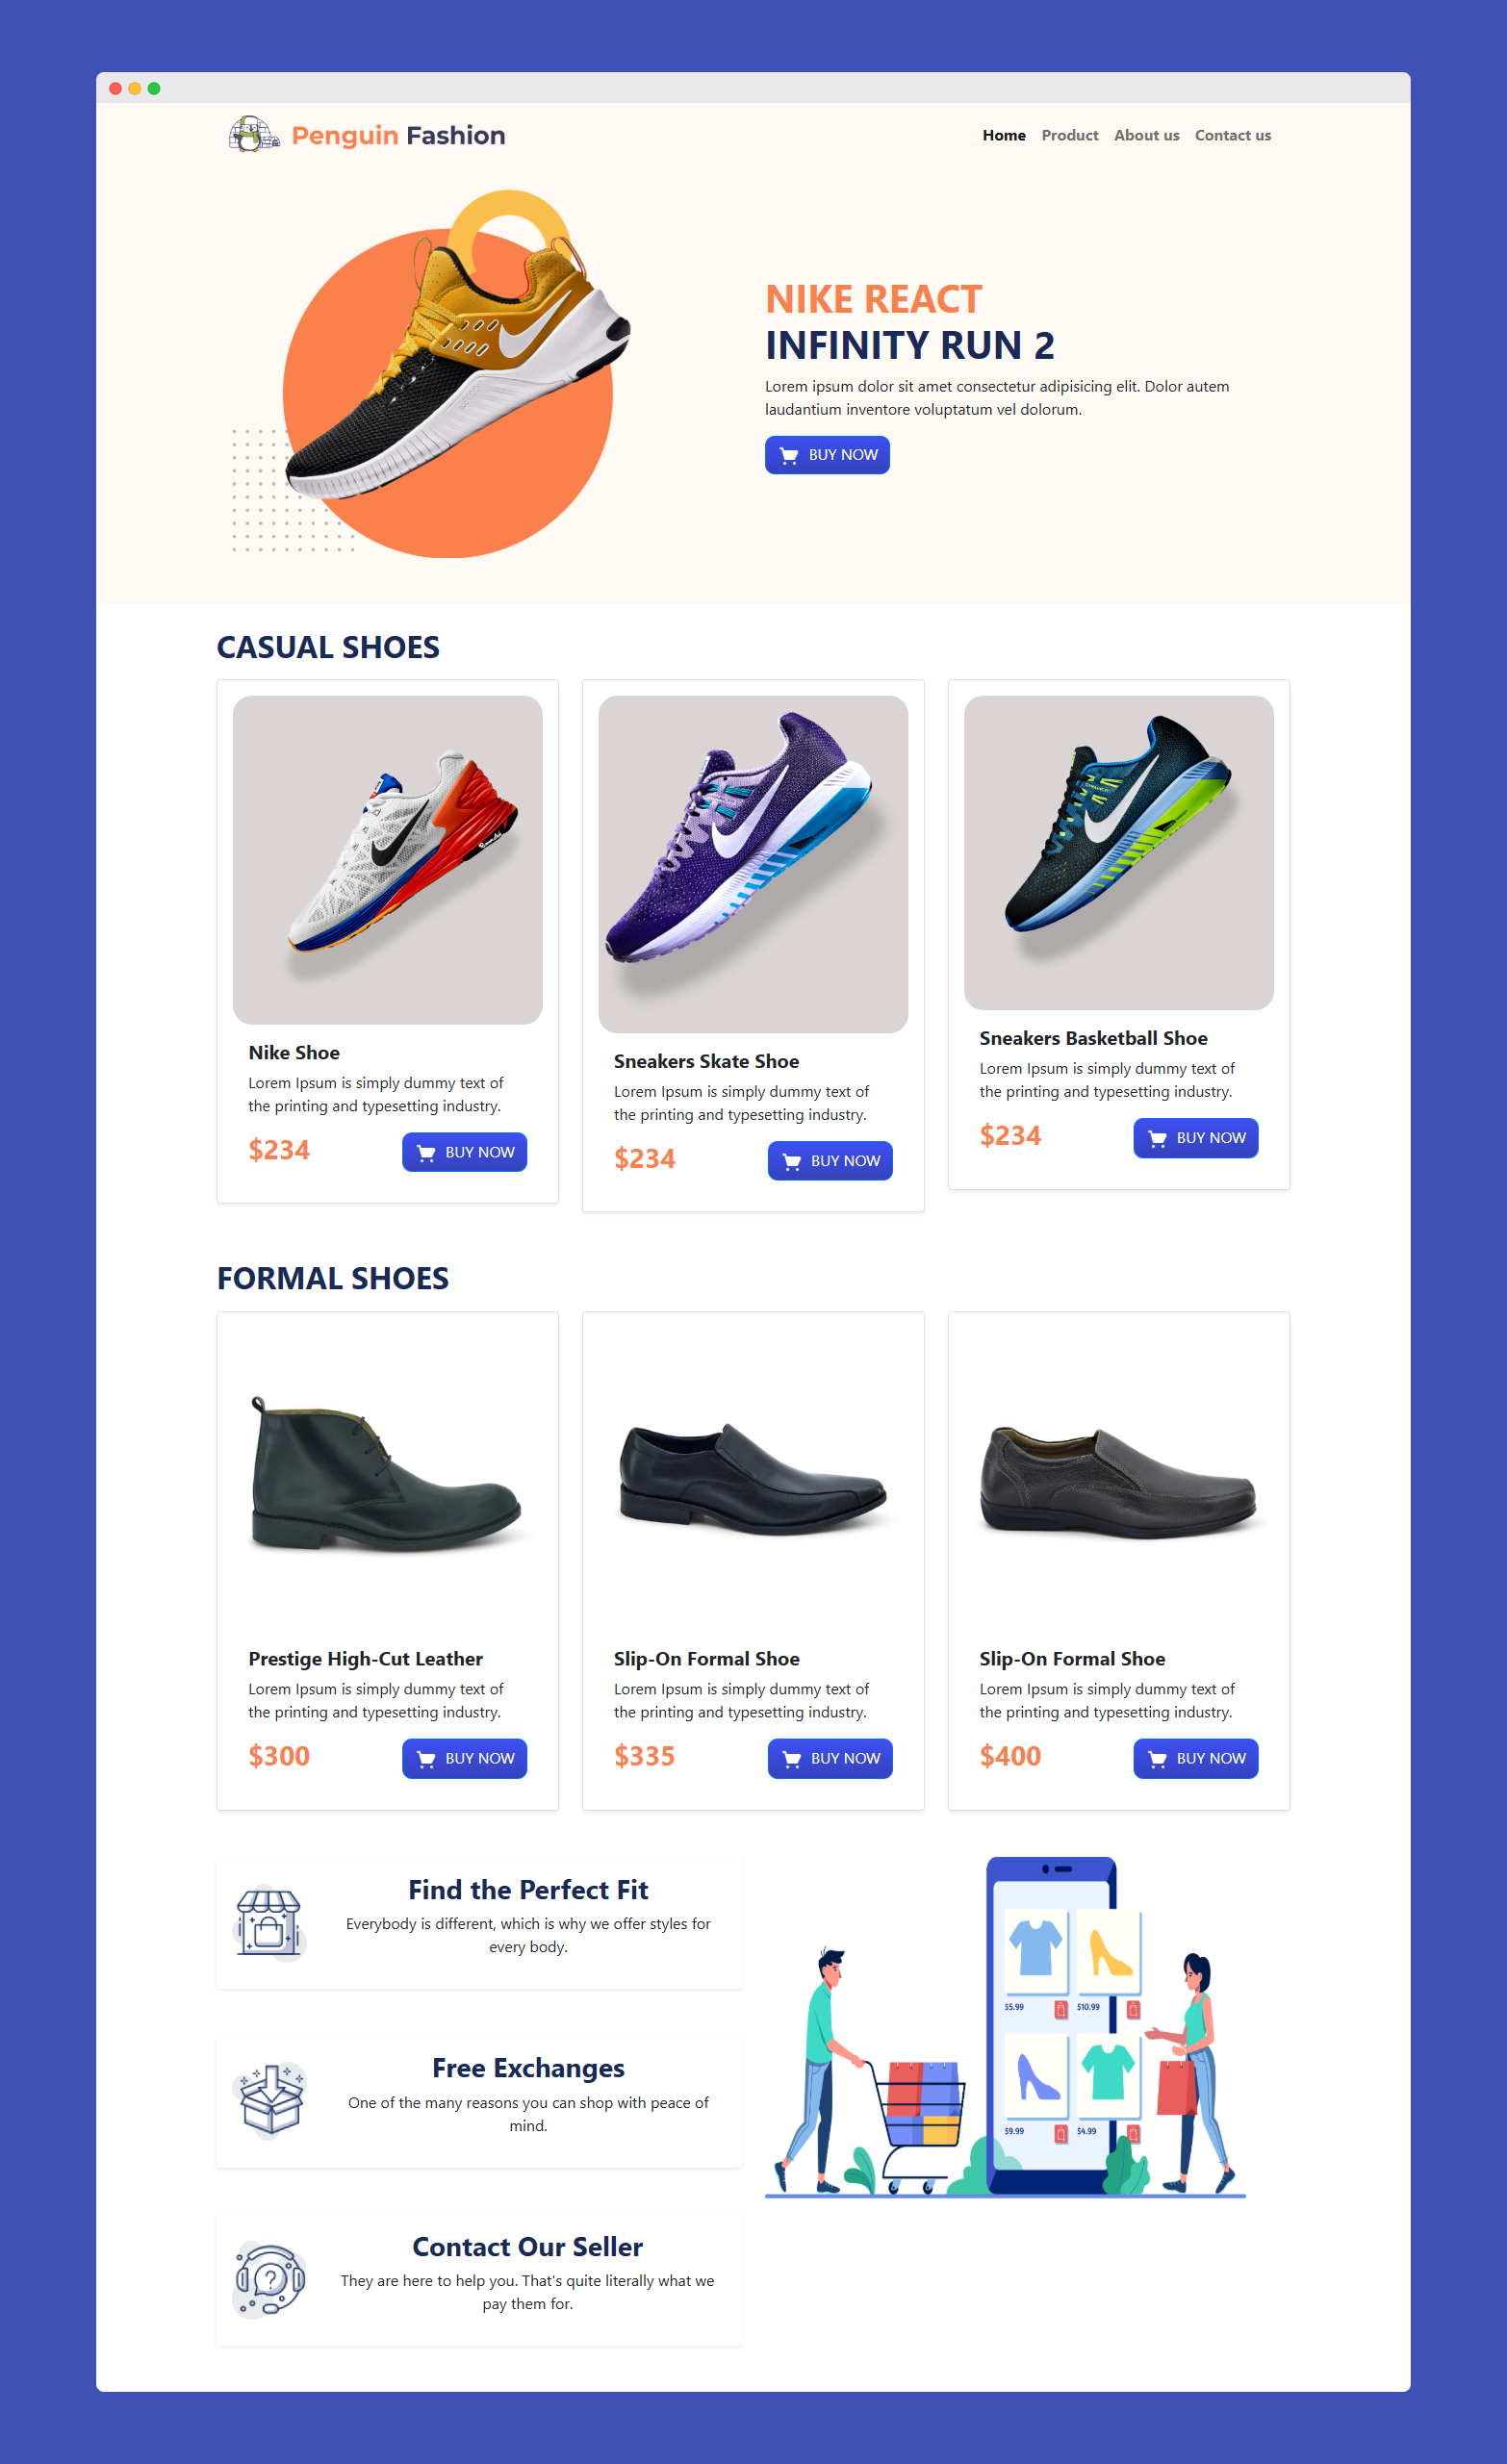 Penguin Fashion
Home Product About us Contact us
NIKE REACT
INFINITY RUN 2
Lorem ipsum dolor sit amet consectetur adipisicing elit. Dolor autem
laudantium inventore voluptatum vel dolorum.
BUY NOW
CASUAL SHOES
Nike Shoe
Lorem Ipsum is simply dummy text of
the printing and typesetting industry.
$234
BUY NOW
Sneakers Skate Shoe
Lorem Ipsum is simply dummy text of
the printing and typesetting industry.
$234
BUY NOW
Sneakers Basketball Shoe
Lorem Ipsum is simply dummy text of
the printing and typesetting industry.
$234
BUY NOW
FORMAL SHOES
Prestige High-Cut Leather
Lorem Ipsum is simply dummy text of
the printing and typesetting industry.
$300
BUY NOW
Slip-On Formal Shoe
Lorem Ipsum is simply dummy text of
the printing and typesetting industry.
$335
BUY NOW
Slip-On Formal Shoe
Lorem Ipsum is simply dummy text of
the printing and typesetting industry.
$400
BUY NOW
Find the Perfect Fit
Everybody is different, which is why we offer styles for
every body.
Free Exchanges
One of the many reasons you can shop with peace of
mind.
Contact Our Seller
They are here to help you. That's quite literally what we
pay them for.
$5.99
$10.99
$9.99
$4.99